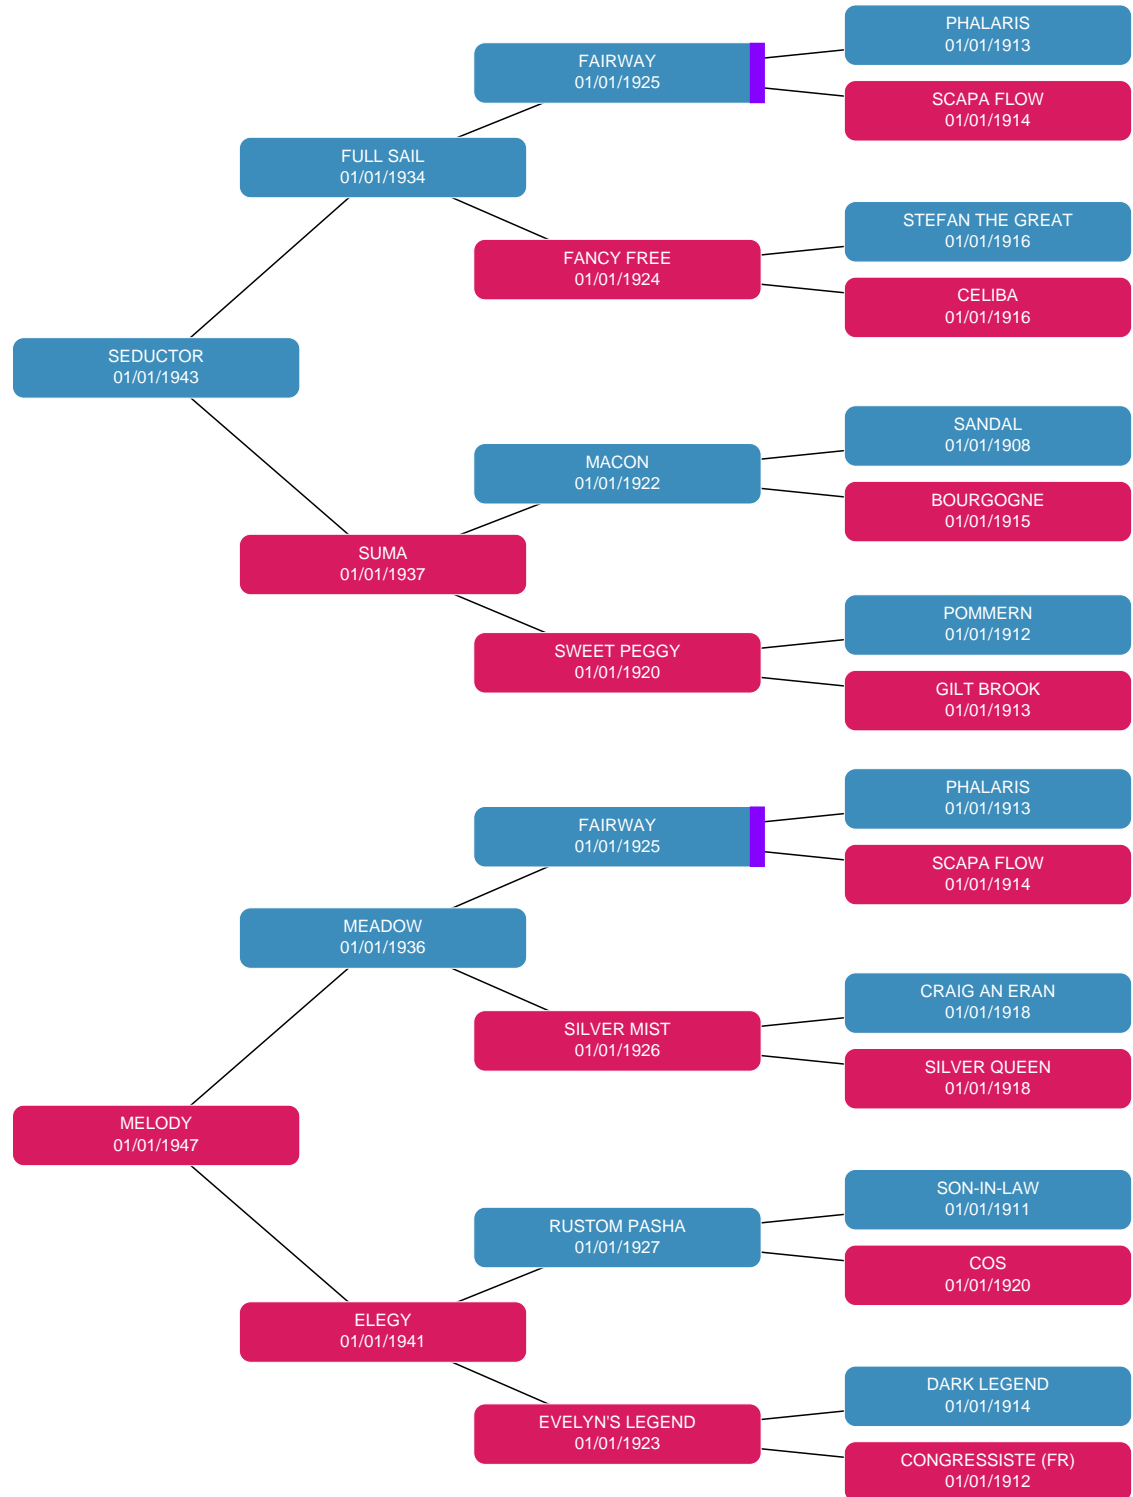 PHALARIS
01/01/1913
FAIRWAY
01/01/1925
SCAPA FLOW
01/01/1914
FULL SAIL
01/01/1934
STEFAN THE GREAT
01/01/1916
FANCY FREE
01/01/1924
CELIBA
01/01/1916
SEDUCTOR
01/01/1943
SANDAL
01/01/1908
MACON
01/01/1922
BOURGOGNE
01/01/1915
SUMA
01/01/1937
POMMERN
01/01/1912
SWEET PEGGY
01/01/1920
GILT BROOK
01/01/1913
PHALARIS
01/01/1913
FAIRWAY
01/01/1925
SCAPA FLOW
01/01/1914
MEADOW
01/01/1936
CRAIG AN ERAN
01/01/1918
SILVER MIST
01/01/1926
SILVER QUEEN
01/01/1918
MELODY
01/01/1947
SON-IN-LAW
01/01/1911
RUSTOM PASHA
01/01/1927
COS
01/01/1920
ELEGY
01/01/1941
DARK LEGEND
01/01/1914
EVELYN'S LEGEND
01/01/1923
CONGRESSISTE (FR)
01/01/1912